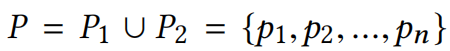 P = P₁ ∪ P₂ = {p₁, p₂, ..., pₙ}